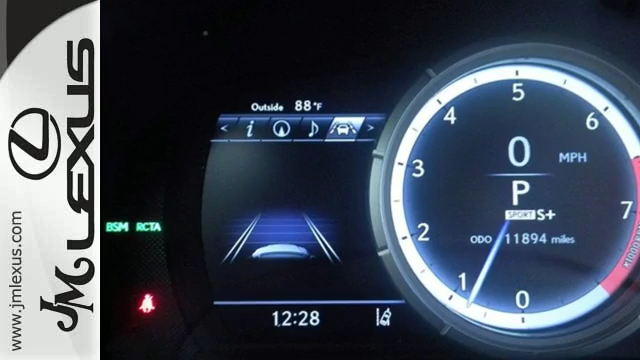 JM LEXUS
www.jmlexus.com
Outside 88°F
< i > 
BSM RCTA
12:28
0 MPH
P
SPORT S+
ODO 11894 miles
0
1
2
3
4
5
6
7